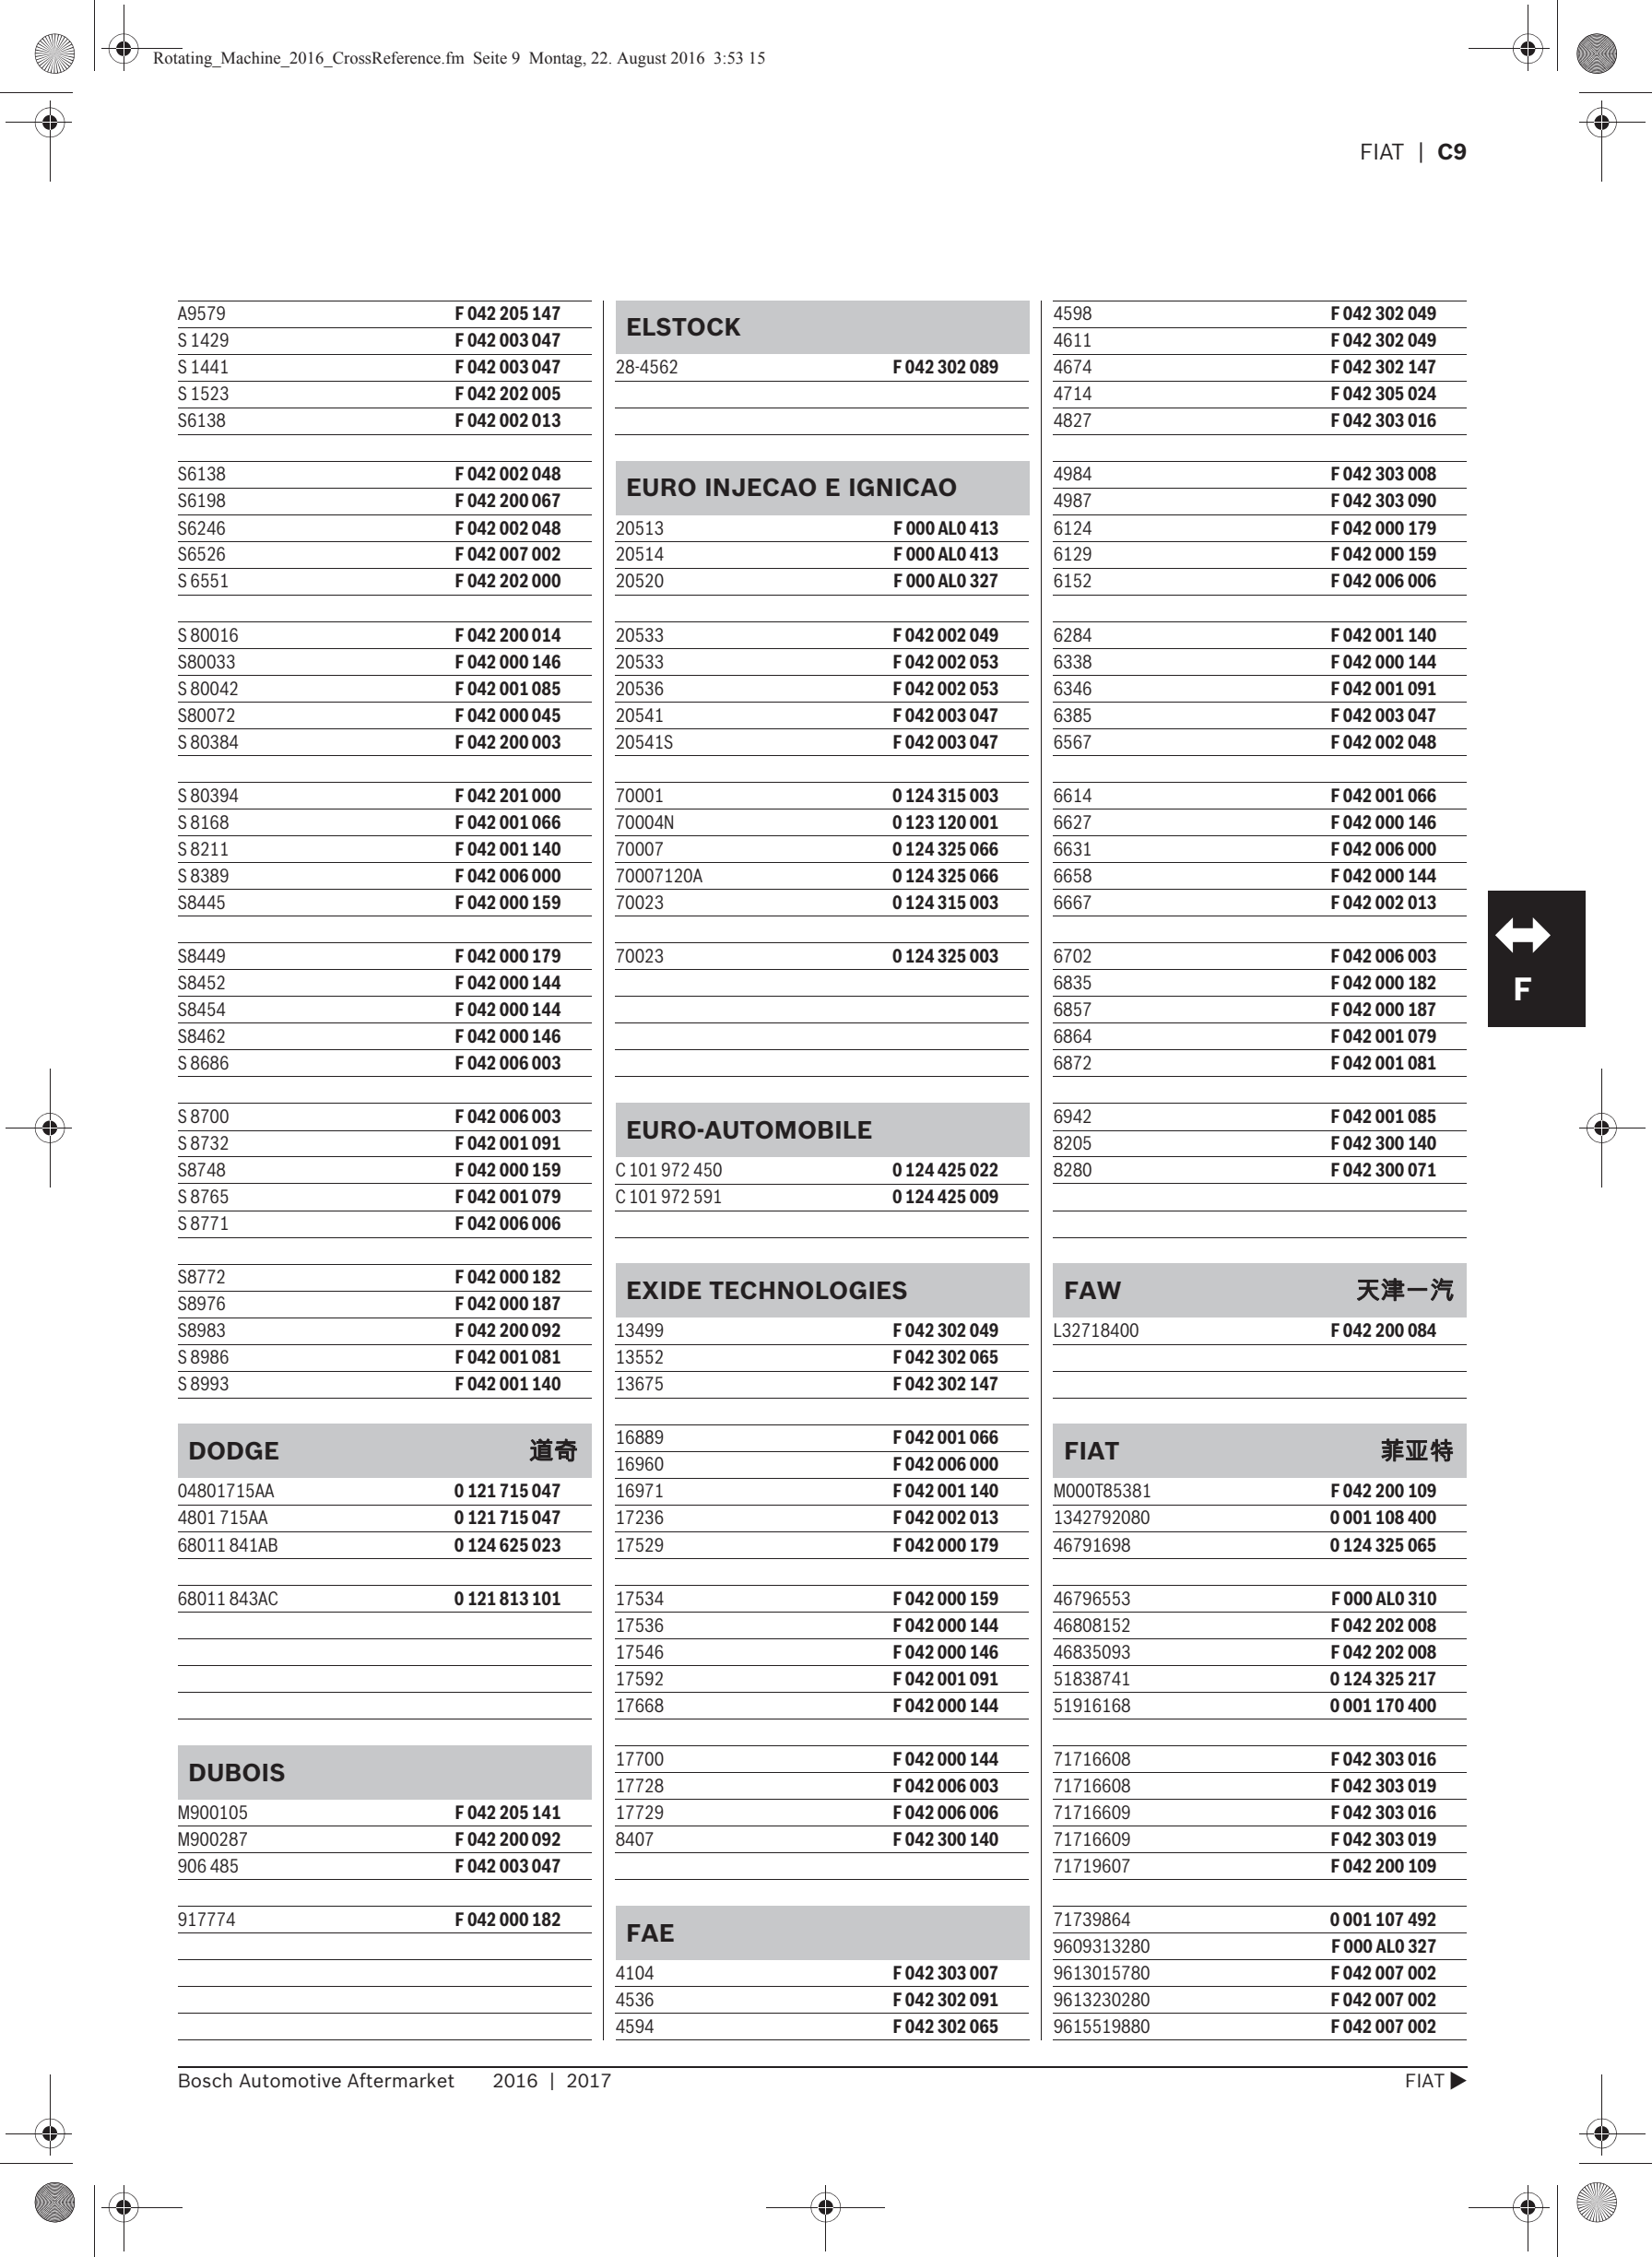 Rotating_Machine_2016_CrossReference.fm Seite 9 Montag, 22. August 2016 3:53 15
FIAT | C9
A9579 F 042 205 147
S 1429 F 042 003 047
S 1441 F 042 003 047
S 1523 F 042 202 005
S6138 F 042 002 013
S6138 F 042 002 048
S6198 F 042 200 067
S6246 F 042 002 048
S6526 F 042 007 002
S 6551 F 042 202 000
S 80016 F 042 200 014
S80033 F 042 000 146
S 80042 F 042 001 085
S80072 F 042 000 045
S 80384 F 042 200 003
S 80394 F 042 201 000
S 8168 F 042 001 066
S 8211 F 042 001 140
S 8389 F 042 006 000
S8445 F 042 000 159
S8449 F 042 000 179
S8452 F 042 000 144
S8454 F 042 000 144
S8462 F 042 000 146
S 8686 F 042 006 003
S 8700 F 042 006 003
S 8732 F 042 001 091
S8748 F 042 000 159
S 8765 F 042 001 079
S 8771 F 042 006 006
S8772 F 042 000 182
S8976 F 042 000 187
S8983 F 042 200 092
S 8986 F 042 001 081
S 8993 F 042 001 140
DODGE 道奇
04801715AA 0 121 715 047
4801 715AA 0 121 715 047
68011 841AB 0 124 625 023
68011 843AC 0 121 813 101
DUBOIS
M900105 F 042 205 141
M900287 F 042 200 092
906 485 F 042 003 047
917774 F 042 000 182
ELSTOCK
28-4562 F 042 302 089
EURO INJECAO E IGNICAO
20513 F 000 AL0 413
20514 F 000 AL0 413
20520 F 000 AL0 327
20533 F 042 002 049
20533 F 042 002 053
20536 F 042 002 053
20541 F 042 003 047
20541S F 042 003 047
70001 0 124 315 003
70004N 0 123 120 001
70007 0 124 325 066
70007120A 0 124 325 066
70023 0 124 315 003
70023 0 124 325 003
EURO-AUTOMOBILE
C 101 972 450 0 124 425 022
C 101 972 591 0 124 425 009
EXIDE TECHNOLOGIES
13499 F 042 302 049
13552 F 042 302 065
13675 F 042 302 147
16889 F 042 001 066
16960 F 042 006 000
16971 F 042 001 140
17236 F 042 002 013
17529 F 042 000 179
17534 F 042 000 159
17536 F 042 000 144
17546 F 042 000 146
17592 F 042 001 091
17668 F 042 000 144
17700 F 042 000 144
17728 F 042 006 003
17729 F 042 006 006
8407 F 042 300 140
FAE
4104 F 042 303 007
4536 F 042 302 091
4594 F 042 302 065
4598 F 042 302 049
4611 F 042 302 049
4674 F 042 302 147
4714 F 042 305 024
4827 F 042 303 016
4984 F 042 303 008
4987 F 042 303 090
6124 F 042 000 179
6129 F 042 000 159
6152 F 042 006 006
6284 F 042 001 140
6338 F 042 000 144
6346 F 042 001 091
6385 F 042 003 047
6567 F 042 002 048
6614 F 042 001 066
6627 F 042 000 146
6631 F 042 006 000
6658 F 042 000 144
6667 F 042 002 013
6702 F 042 006 003
6835 F 042 000 182
6857 F 042 000 187
6864 F 042 001 079
6872 F 042 001 081
6942 F 042 001 085
8205 F 042 300 140
8280 F 042 300 071
FAW 天津一汽
L32718400 F 042 200 084
FIAT 菲亚特
M000T85381 F 042 200 109
1342792080 0 001 108 400
46791698 0 124 325 065
46796553 F 000 AL0 310
46808152 F 042 202 008
46835093 F 042 202 008
51838741 0 124 325 217
51916168 0 001 170 400
71716608 F 042 303 016
71716608 F 042 303 019
71716609 F 042 303 016
71716609 F 042 303 019
71719607 F 042 200 109
71739864 0 001 107 492
9609313280 F 000 AL0 327
9613015780 F 042 007 002
9613230280 F 042 007 002
9615519880 F 042 007 002
F
Bosch Automotive Aftermarket 2016 | 2017
FIAT